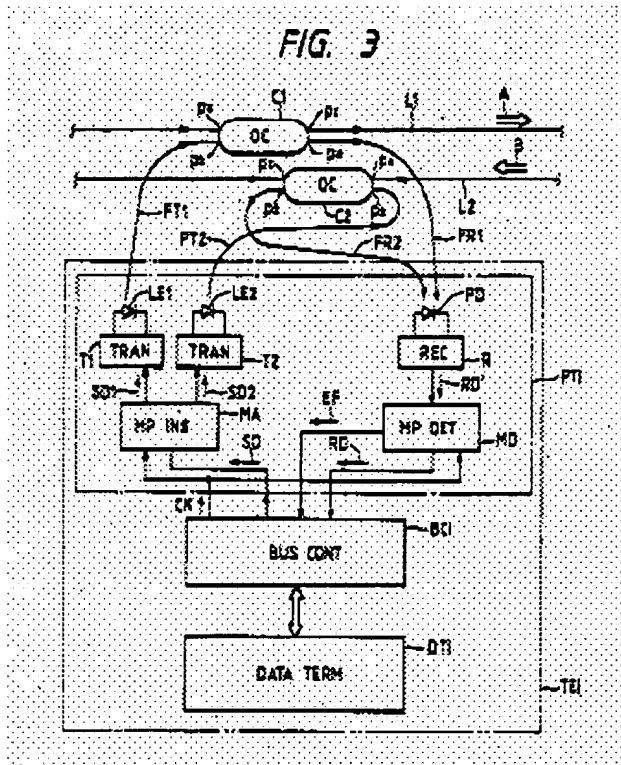 FIG. 3
C1
A
L1
OC
B
OC
C2
L2
FT1
FT2
FR2
FR1
LE1
LE2
PD
TRAN
TRAN
REC
T1
T2
R
RD'
PT1
SD1
SD2
EF
MP INS
MA
MP DET
MD
SD
RD
CK
BUS CONT
BC1
DATA TERM
DT1
TE1